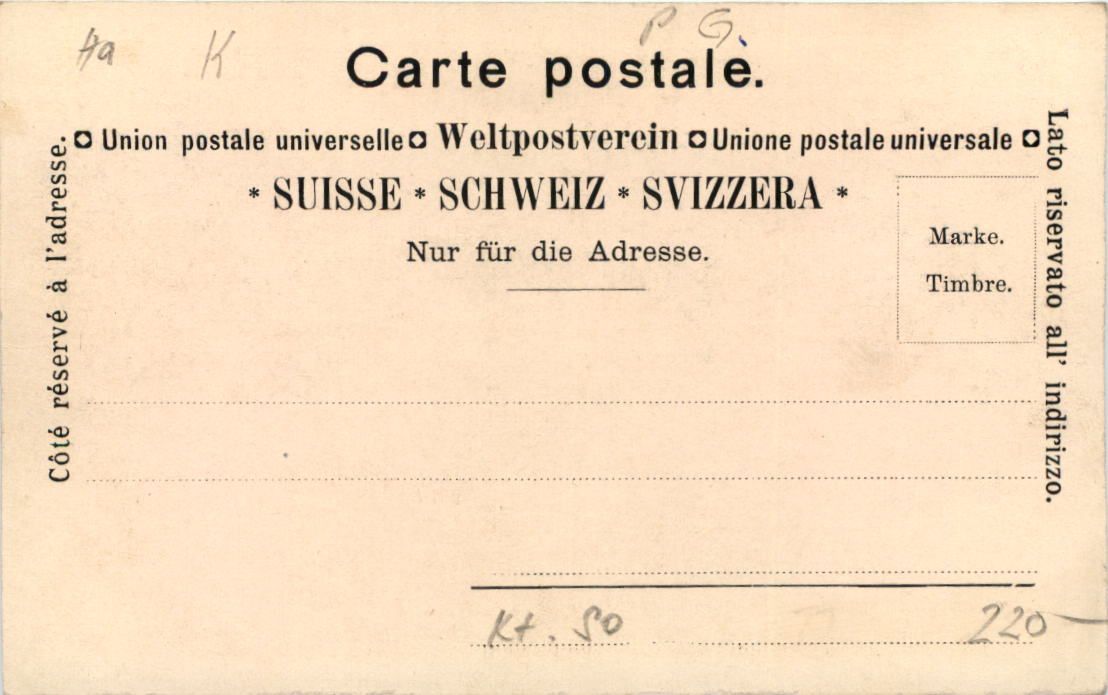 Ha K P G.
Carte postale.
Union postale universelle Weltpostverein Unione postale universale
* SUISSE * SCHWEIZ * SVIZZERA *
Nur für die Adresse.
Marke.
Timbre.
Côté réservé à l'adresse.
Lato riservato all' indirizzo.
Kt. SO
220